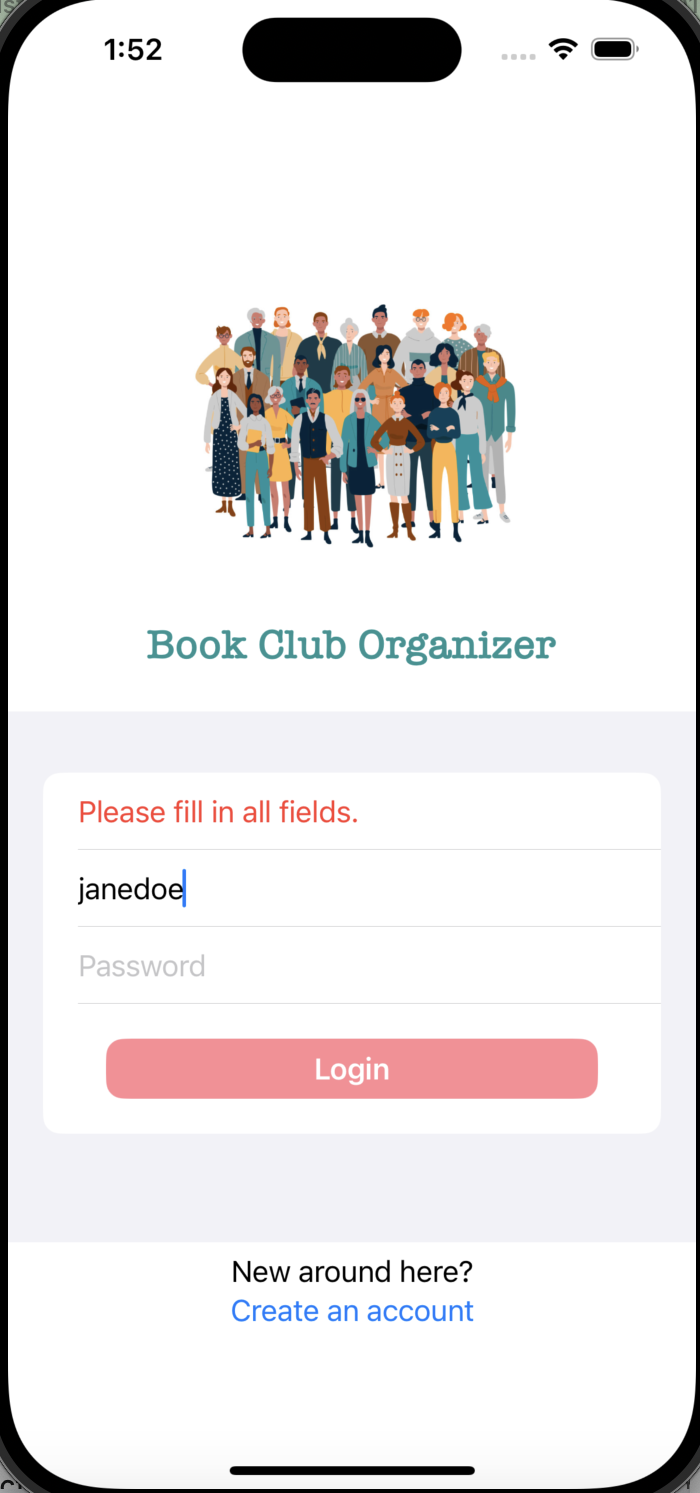 1:52
Book Club Organizer
Please fill in all fields.
janedoe
Password
Login
New around here?
Create an account